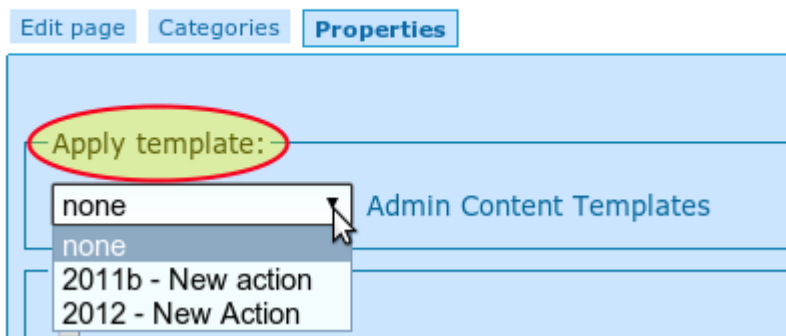 Edit page Categories Properties
Apply template:
none Admin Content Templates
none
2011b - New action
2012 - New Action